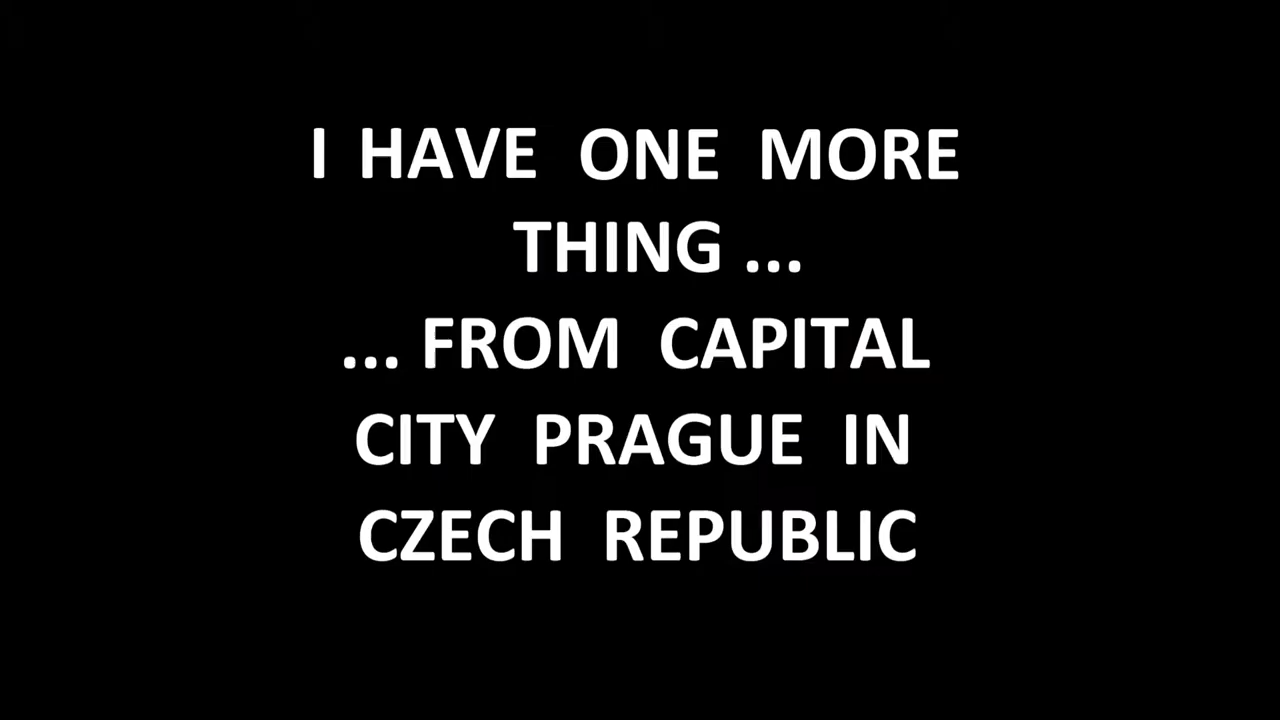 I HAVE ONE MORE
THING ...
... FROM CAPITAL
CITY PRAGUE IN
CZECH REPUBLIC